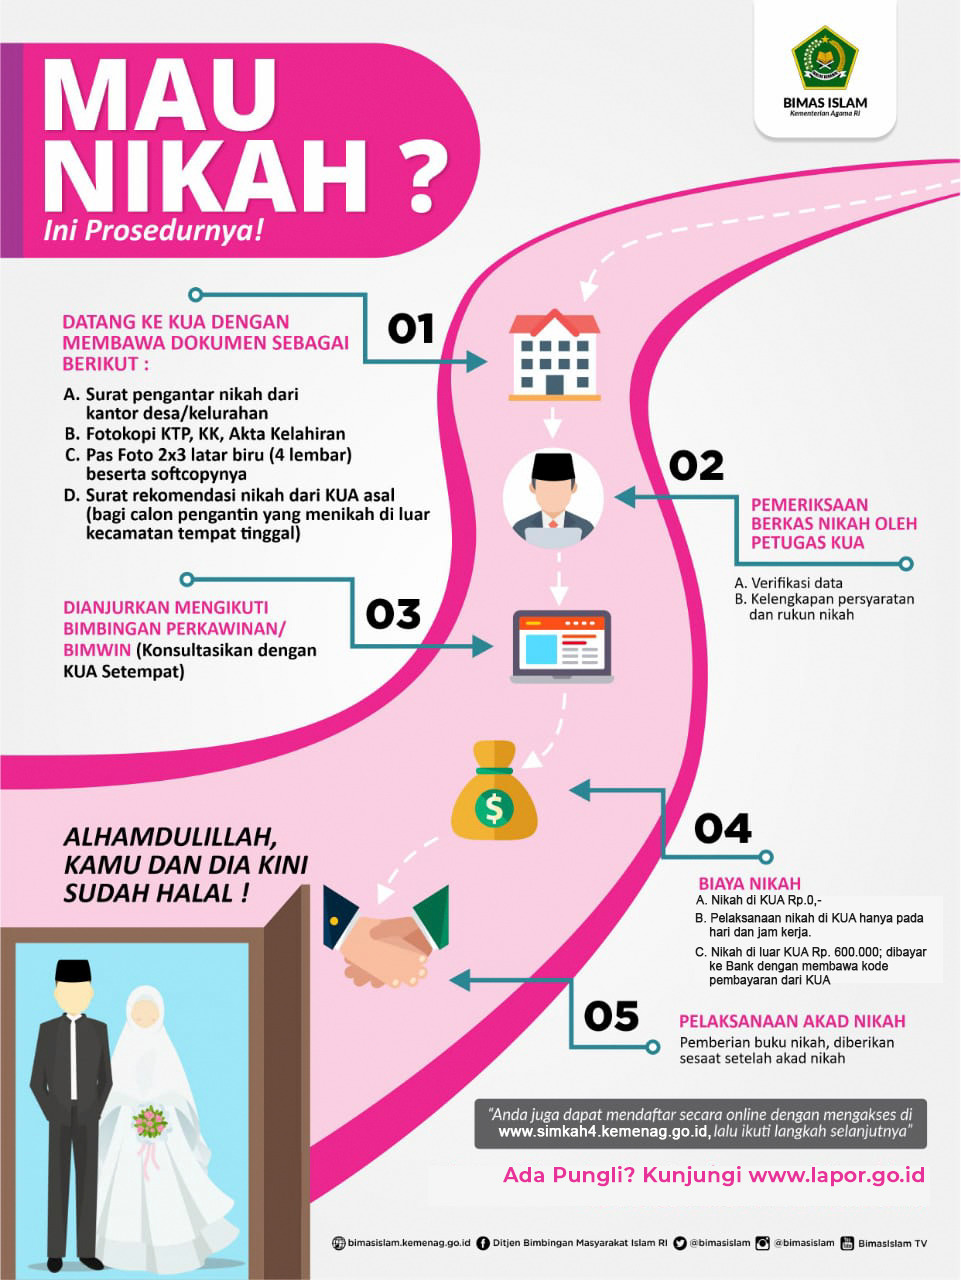 MAU
NIKAH ?
Ini Prosedurnya!
BIMAS ISLAM
Kementerian Agama RI
01
DATANG KE KUA DENGAN
MEMBAWA DOKUMEN SEBAGAI
BERIKUT :
A. Surat pengantar nikah dari
kantor desa/kelurahan
B. Fotokopi KTP, KK, Akta Kelahiran
C. Pas Foto 2x3 latar biru (4 lembar)
beserta softcopynya
D. Surat rekomendasi nikah dari KUA asal
(bagi calon pengantin yang menikah di luar
kecamatan tempat tinggal)
02
PEMERIKSAAN
BERKAS NIKAH OLEH
PETUGAS KUA
A. Verifikasi data
B. Kelengkapan persyaratan
dan rukun nikah
03
DIANJURKAN MENGIKUTI
BIMBINGAN PERKAWINAN/
BIMWIN (Konsultasikan dengan
KUA Setempat)
$
04
BIAYA NIKAH
A. Nikah di KUA Rp.0,-
B. Pelaksanaan nikah di KUA hanya pada
hari dan jam kerja.
C. Nikah di luar KUA Rp. 600.000; dibayar
ke Bank dengan membawa kode
pembayaran dari KUA
05
PELAKSANAAN AKAD NIKAH
Pemberian buku nikah, diberikan
sesaat setelah akad nikah
ALHAMDULILLAH,
KAMU DAN DIA KINI
SUDAH HALAL !
"Anda juga dapat mendaftar secara online dengan mengakses di
www.simkah4.kemenag.go.id, lalu ikuti langkah selanjutnya"
Ada Pungli? Kunjungi www.lapor.go.id
bimasislam.kemenag.go.id Ditjen Bimbingan Masyarakat Islam RI @bimasislam @bimasislam BimasIslam TV